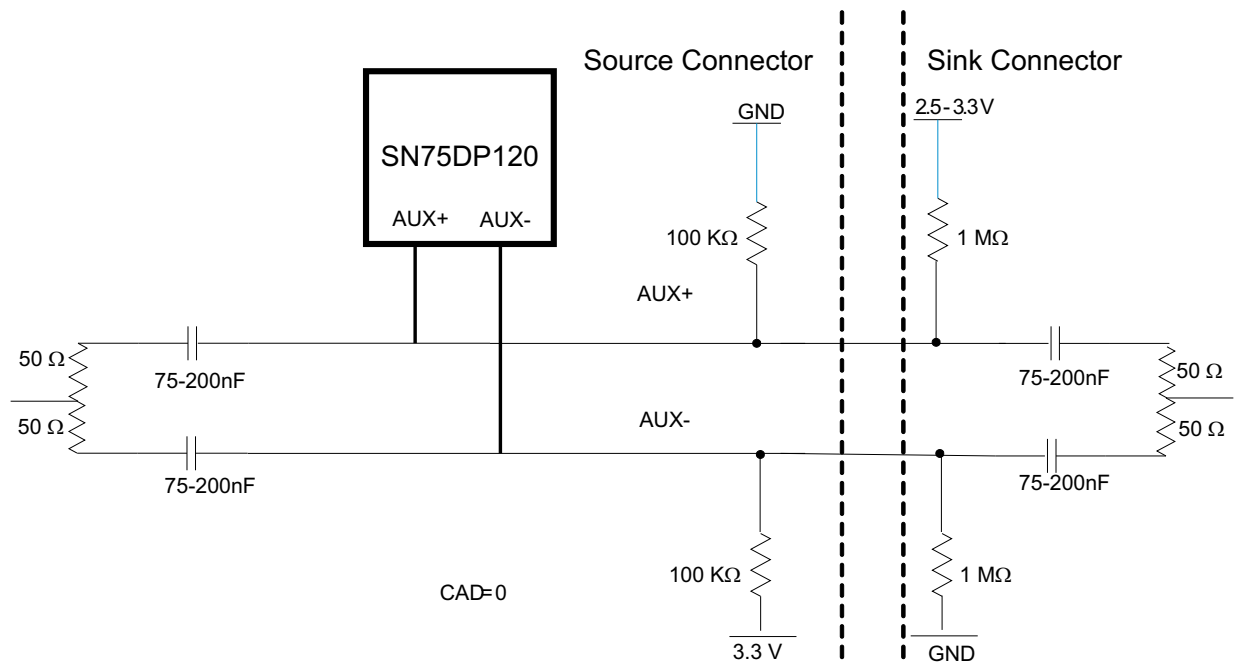 Source Connector
Sink Connector
GND
2.5-3.3V
SN75DP120
AUX+
AUX-
100 KΩ
1 MΩ
AUX+
50 Ω
75-200nF
75-200nF
50 Ω
50 Ω
AUX-
50 Ω
75-200nF
75-200nF
100 KΩ
1 MΩ
CAD=0
3.3 V
GND